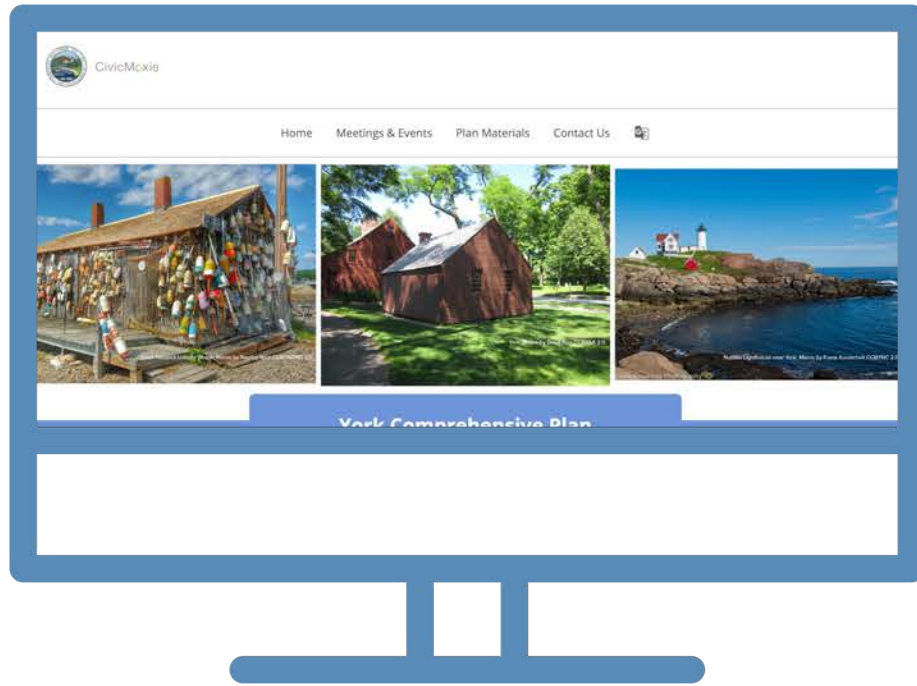 CivicMoxie
Home Meetings & Events Plan Materials Contact Us
York Comprehensive Plan